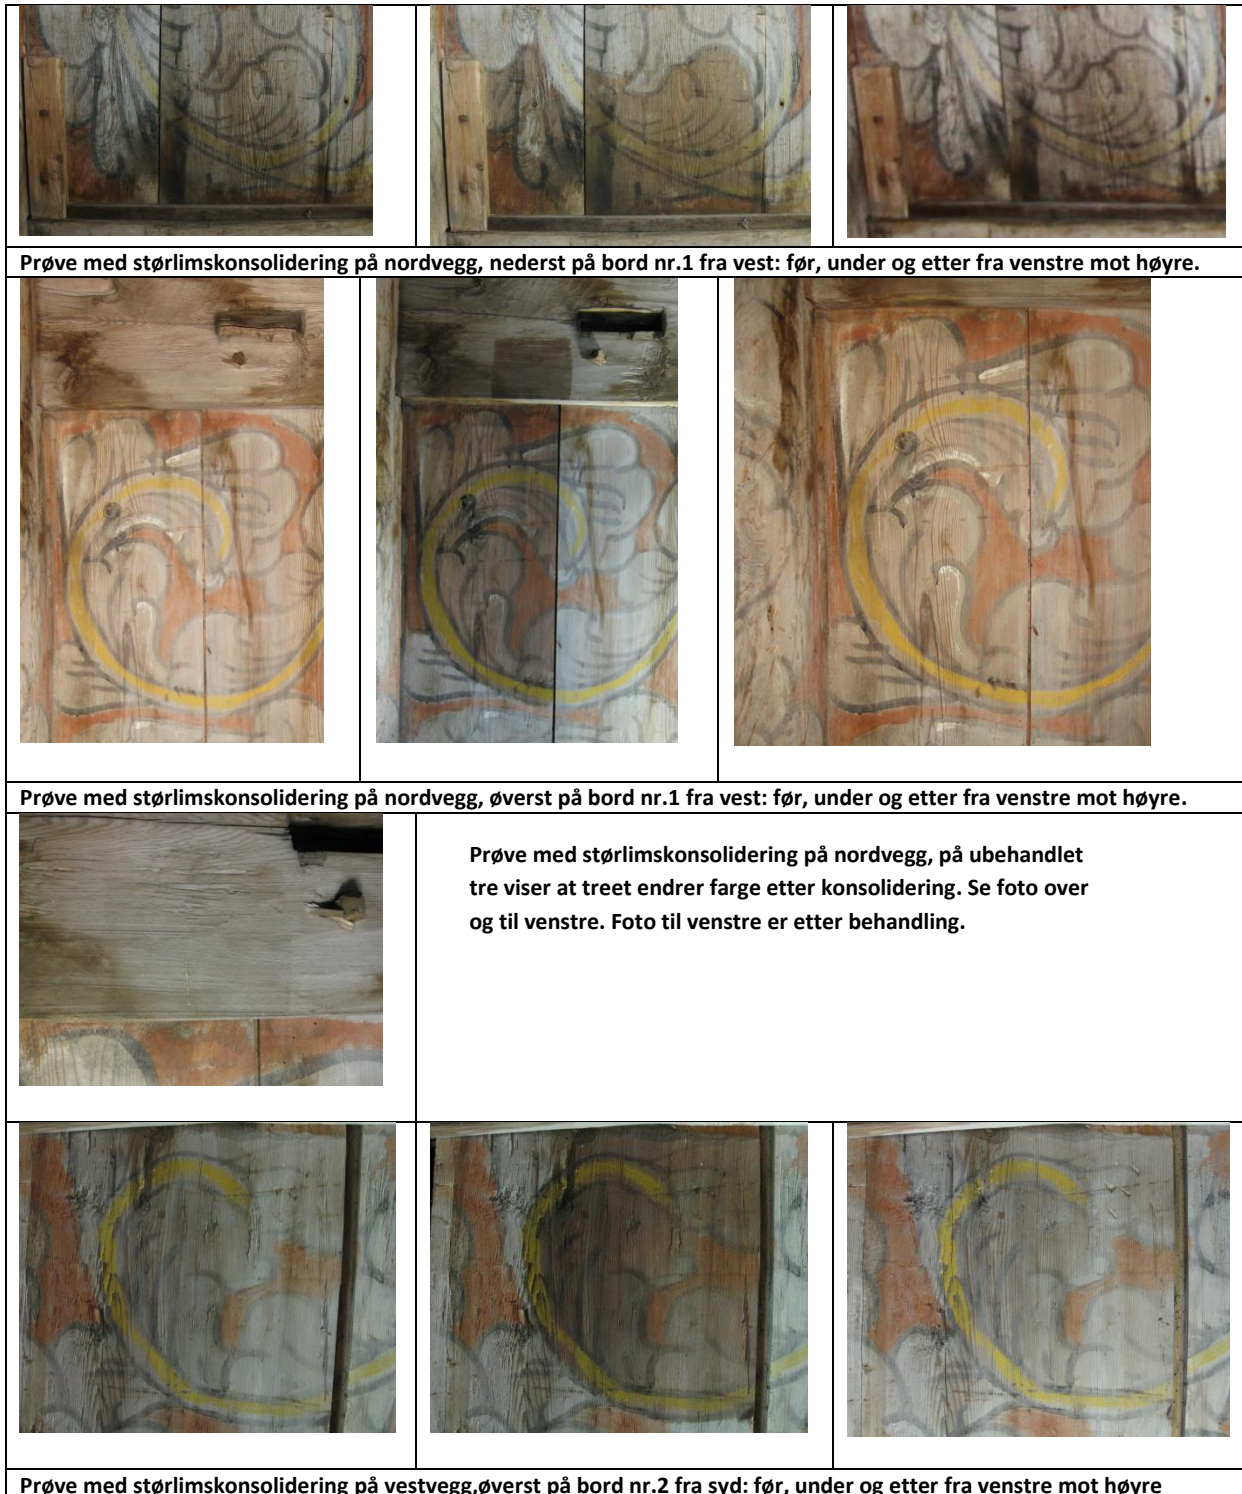 Prøve med størlimskonsolidering på nordvegg, nederst på bord nr.1 fra vest: før, under og etter fra venstre mot høyre.
Prøve med størlimskonsolidering på nordvegg, øverst på bord nr.1 fra vest: før, under og etter fra venstre mot høyre.
Prøve med størlimskonsolidering på nordvegg, på ubehandlet
tre viser at treet endrer farge etter konsolidering. Se foto over
og til venstre. Foto til venstre er etter behandling.
Prøve med størlimskonsolidering på vestvegg,øverst på bord nr.2 fra syd: før, under og etter fra venstre mot høyre